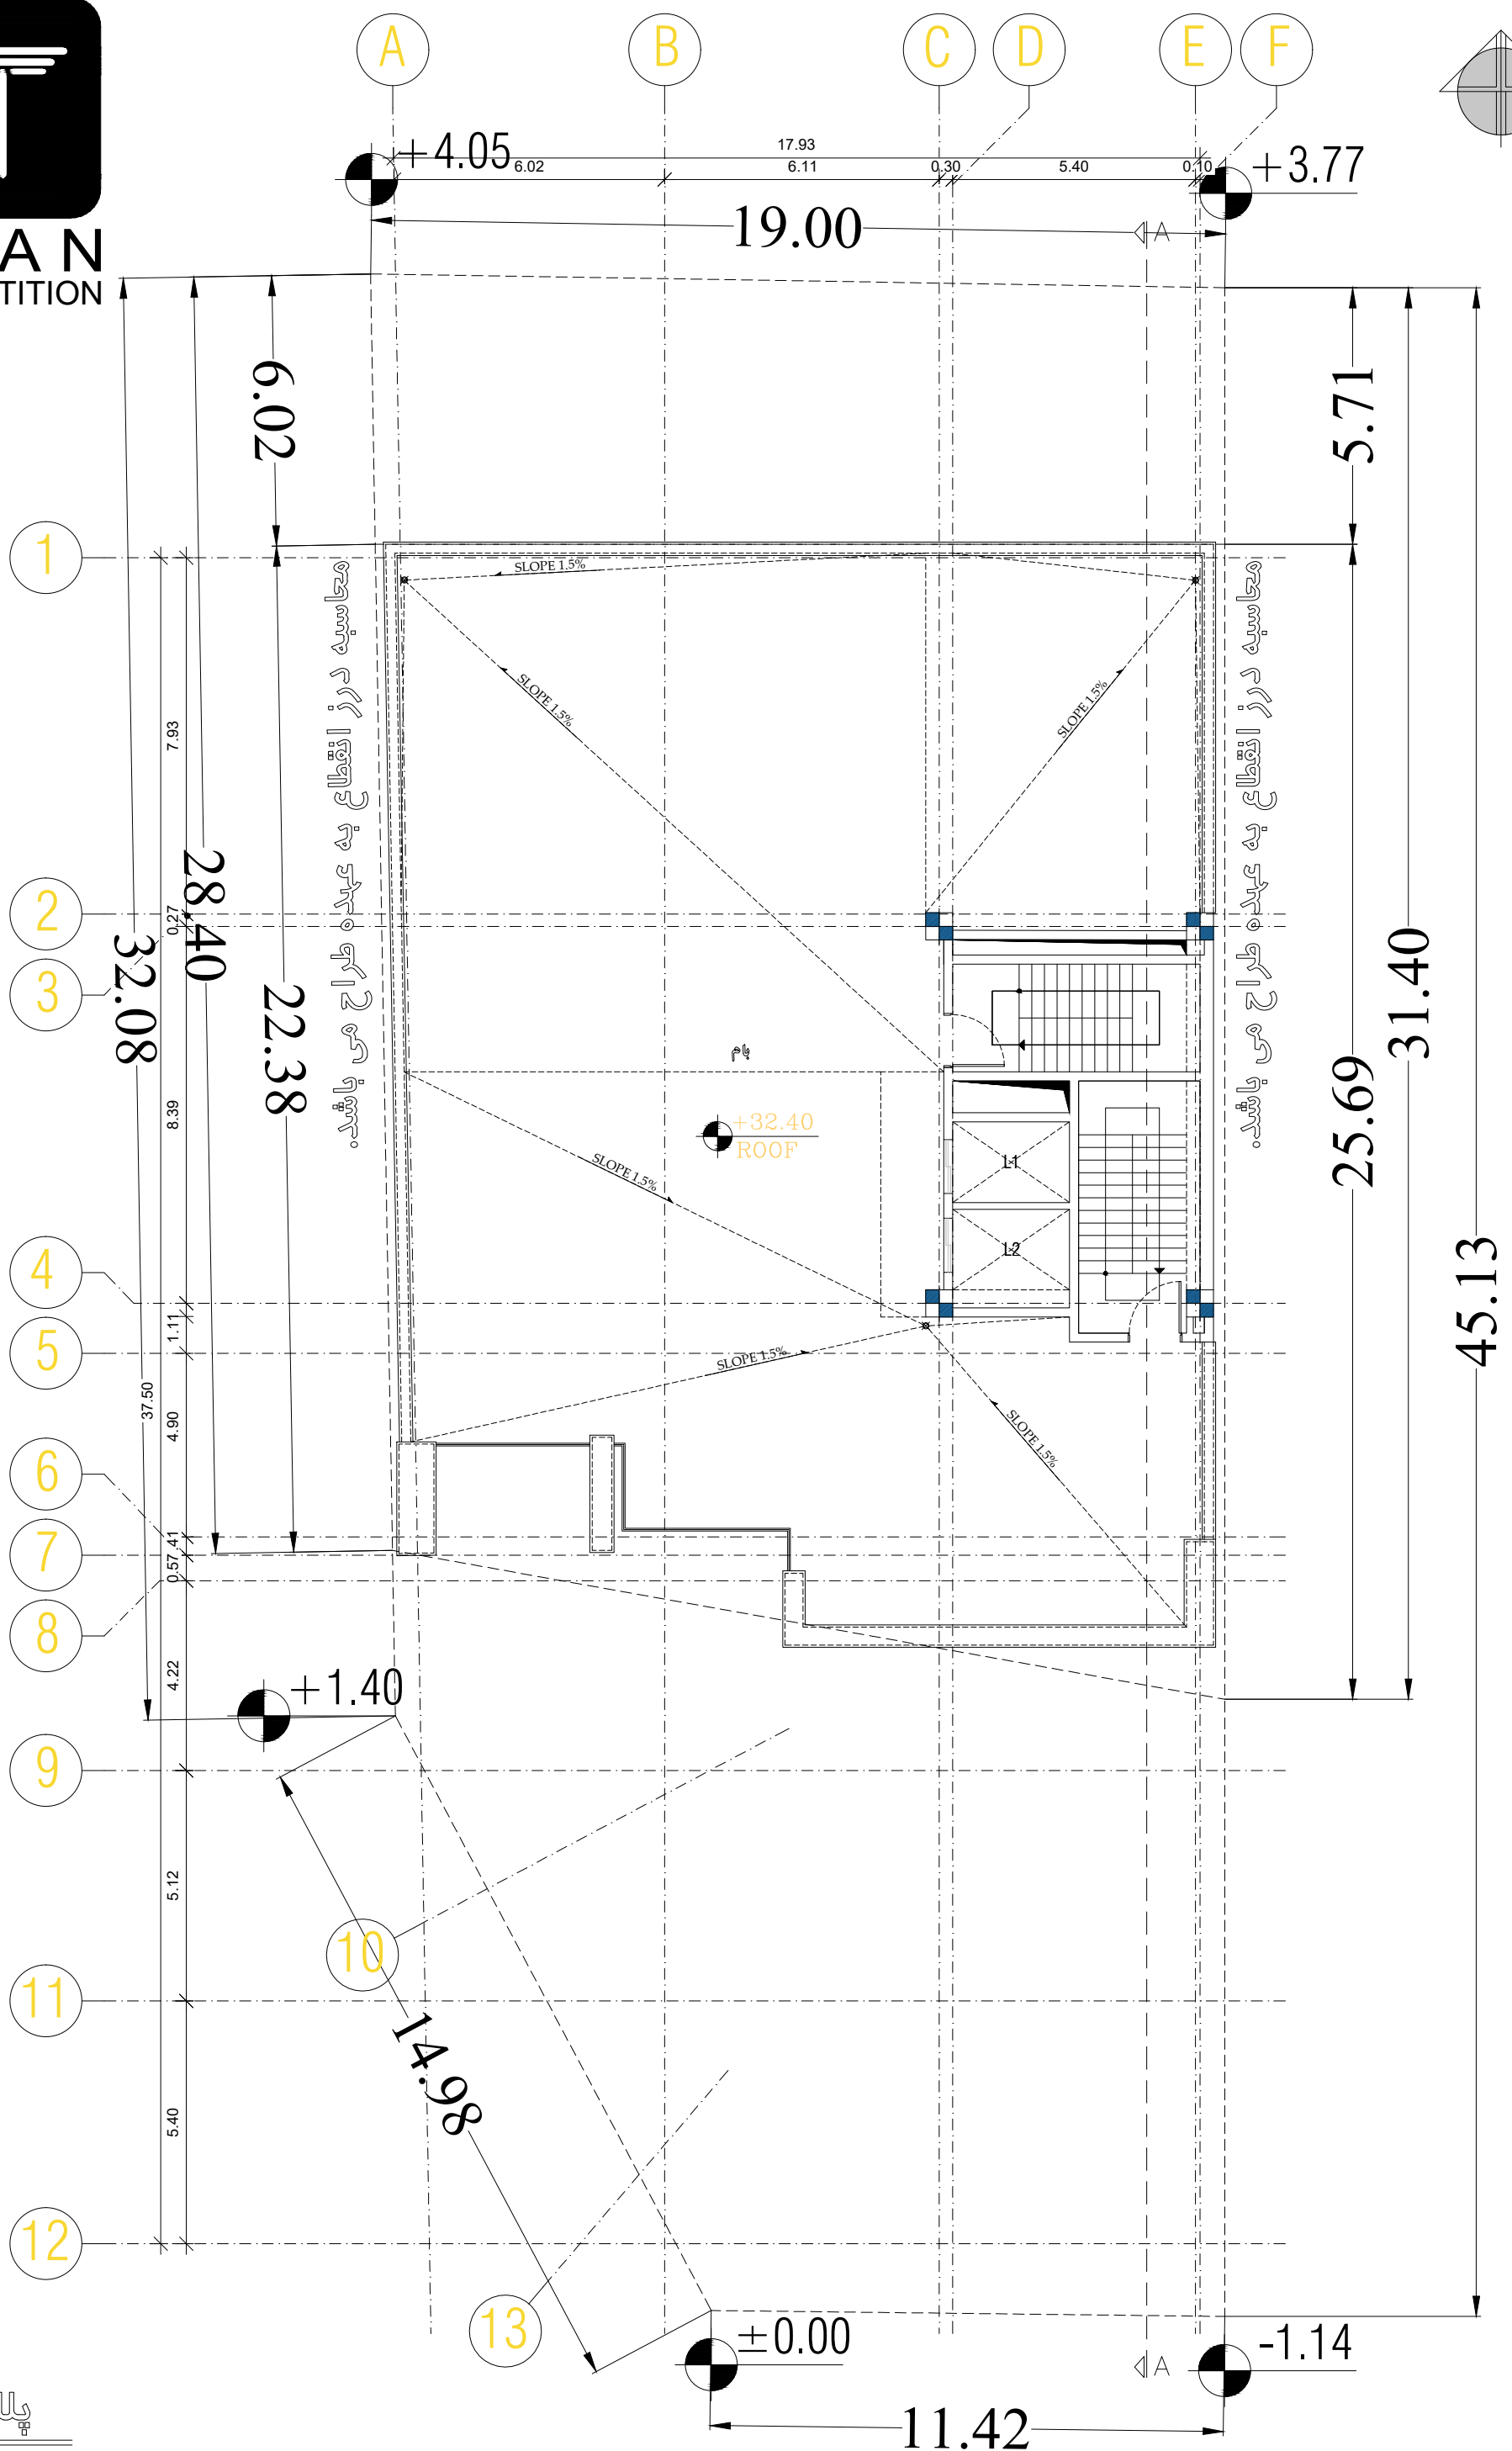 A B C D E F
AN
TITION
+4.05
17.93
+3.77
6.02 6.11 0.30 5.40 0.10
19.00
A
6.02
5.71
1
SLOPE 1.5%
محاسبه درز انقطاع به عهده طراح می باشد.
محاسبه درز انقطاع به عهده طراح می باشد.
SLOPE 1.5%
SLOPE 1.5%
7.93
28.40
2
0.27
32.08
3
22.38
31.40
بام
+32.40
ROOF
8.39
25.69
SLOPE 1.5%
L1
L2
4
45.13
1.11
5
SLOPE 1.5%
37.50
4.90
SLOPE 1.5%
6
.41
7
0.57
8
4.22
+1.40
9
5.12
10
11
14.98
5.40
12
13
±0.00
-1.14
A
11.42